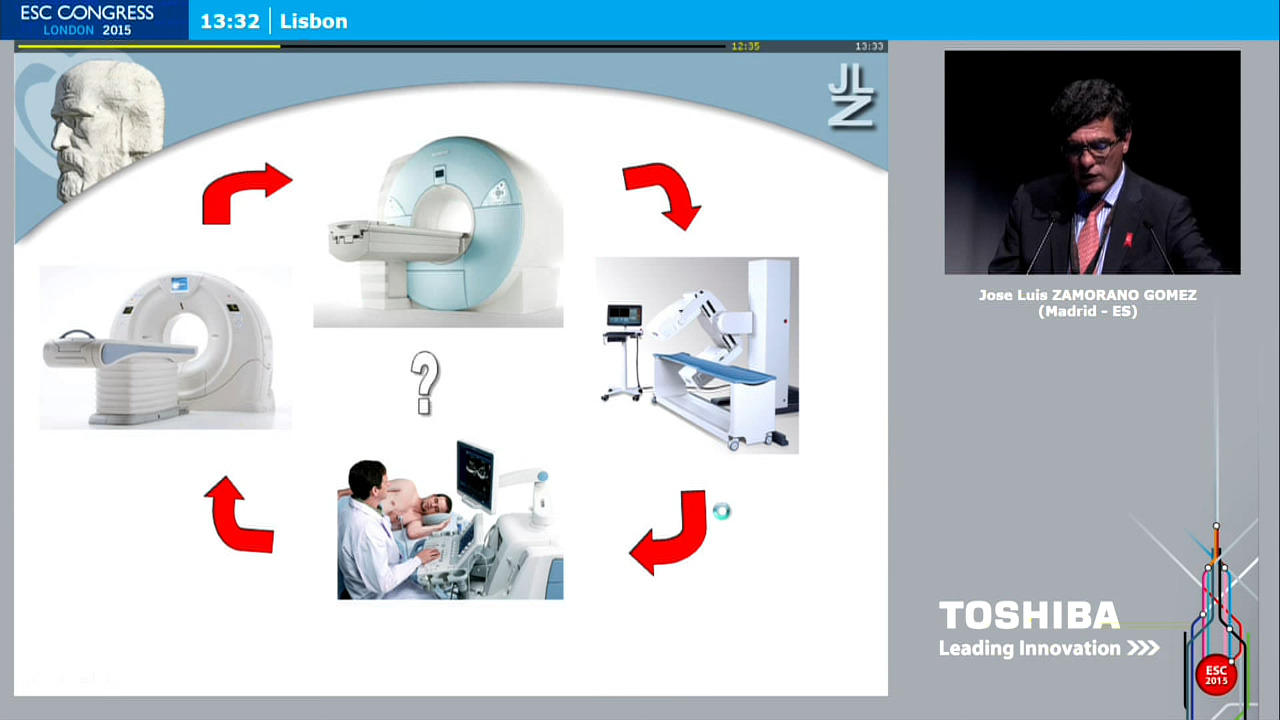 ESC CONGRESS
LONDON 2015
13:32 | Lisbon
12:35
13:33
JL
Z
?
Jose Luis ZAMORANO GOMEZ
(Madrid - ES)
TOSHIBA
Leading Innovation >>>
ESC
2015